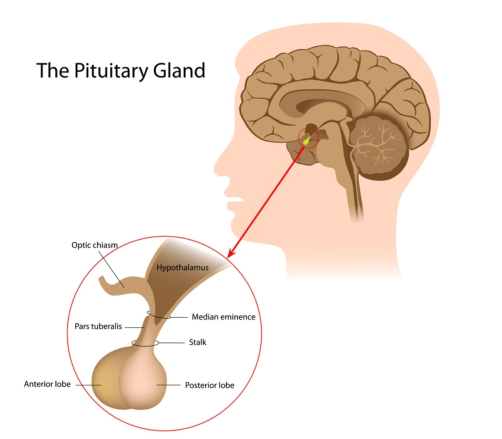 The Pituitary Gland
Optic chiasm
Hypothalamus
Median eminence
Pars tuberalis
Stalk
Anterior lobe
Posterior lobe